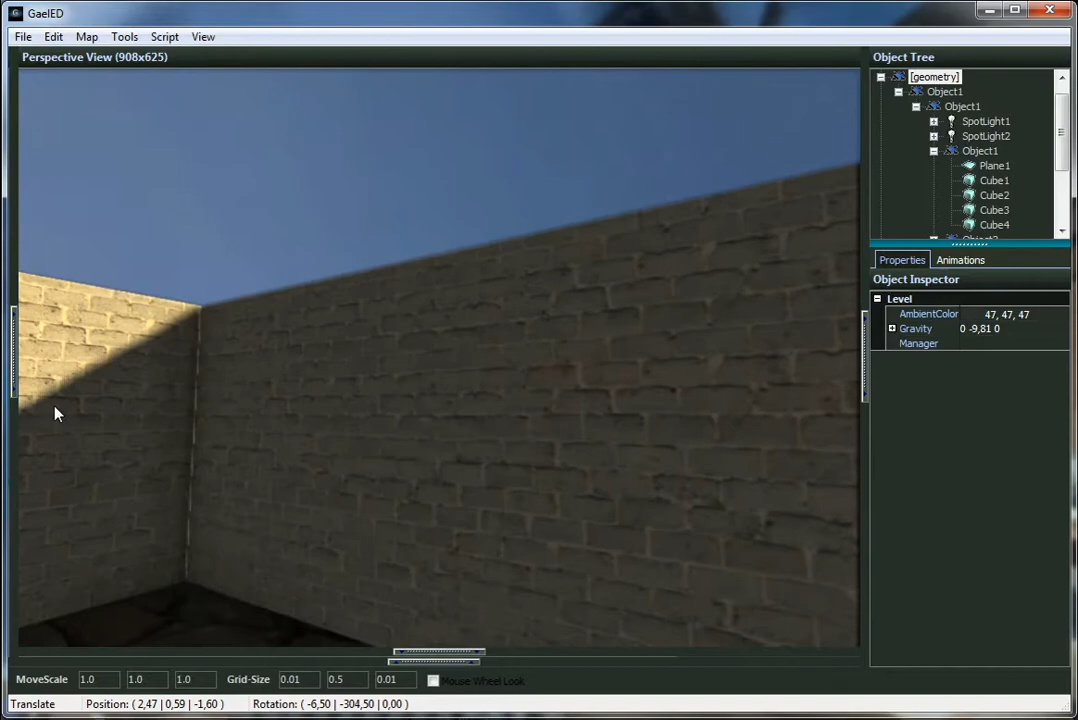 GaelED
File Edit Map Tools Script View
Perspective View (908x625)
Object Tree
[geometry]
Object1
Object1
SpotLight1
SpotLight2
Object1
Plane1
Cube1
Cube2
Cube3
Cube4
Properties Animations
Object Inspector
Level
AmbientColor 47, 47, 47
Gravity 0 -9,81 0
Manager
MoveScale 1.0 1.0 1.0 Grid-Size 0.01 0.5 0.01 Mouse Wheel Look
Translate Position: ( 2,47 | 0,59 | -1,60 ) Rotation: ( -6,50 | -304,50 | 0,00 )